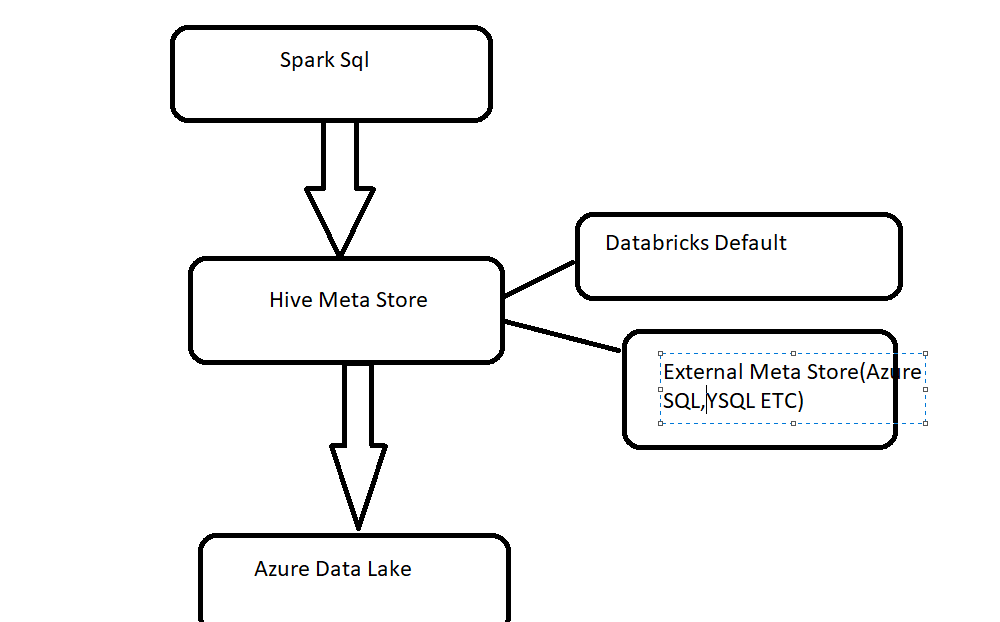 Spark Sql
Databricks Default
Hive Meta Store
External Meta Store(Azure
SQL,YSQL ETC)
Azure Data Lake